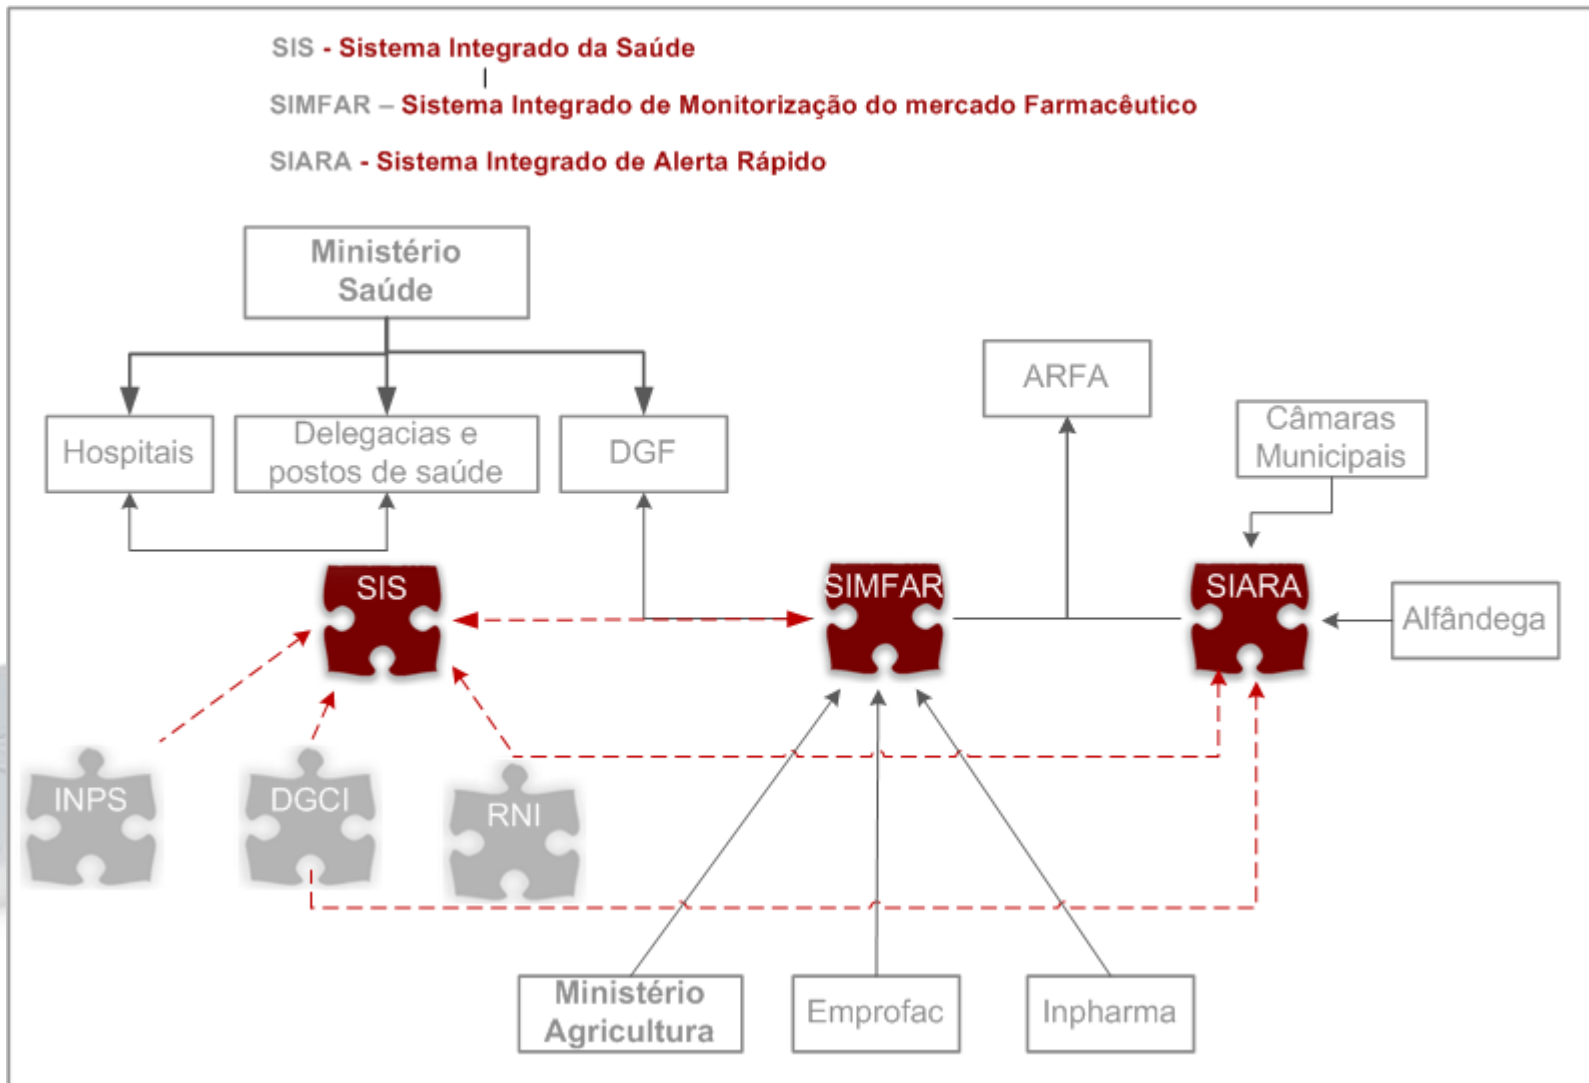 SIS - Sistema Integrado da Saúde
SIMFAR – Sistema Integrado de Monitorização do mercado Farmacêutico
SIARA - Sistema Integrado de Alerta Rápido
Ministério
Saúde
ARFA
Câmaras
Municipais
Hospitais
Delegacias e
postos de saúde
DGF
SIS
SIMFAR
SIARA
Alfândega
INPS
DGCI
RNI
Ministério
Agricultura
Emprofac
Inpharma